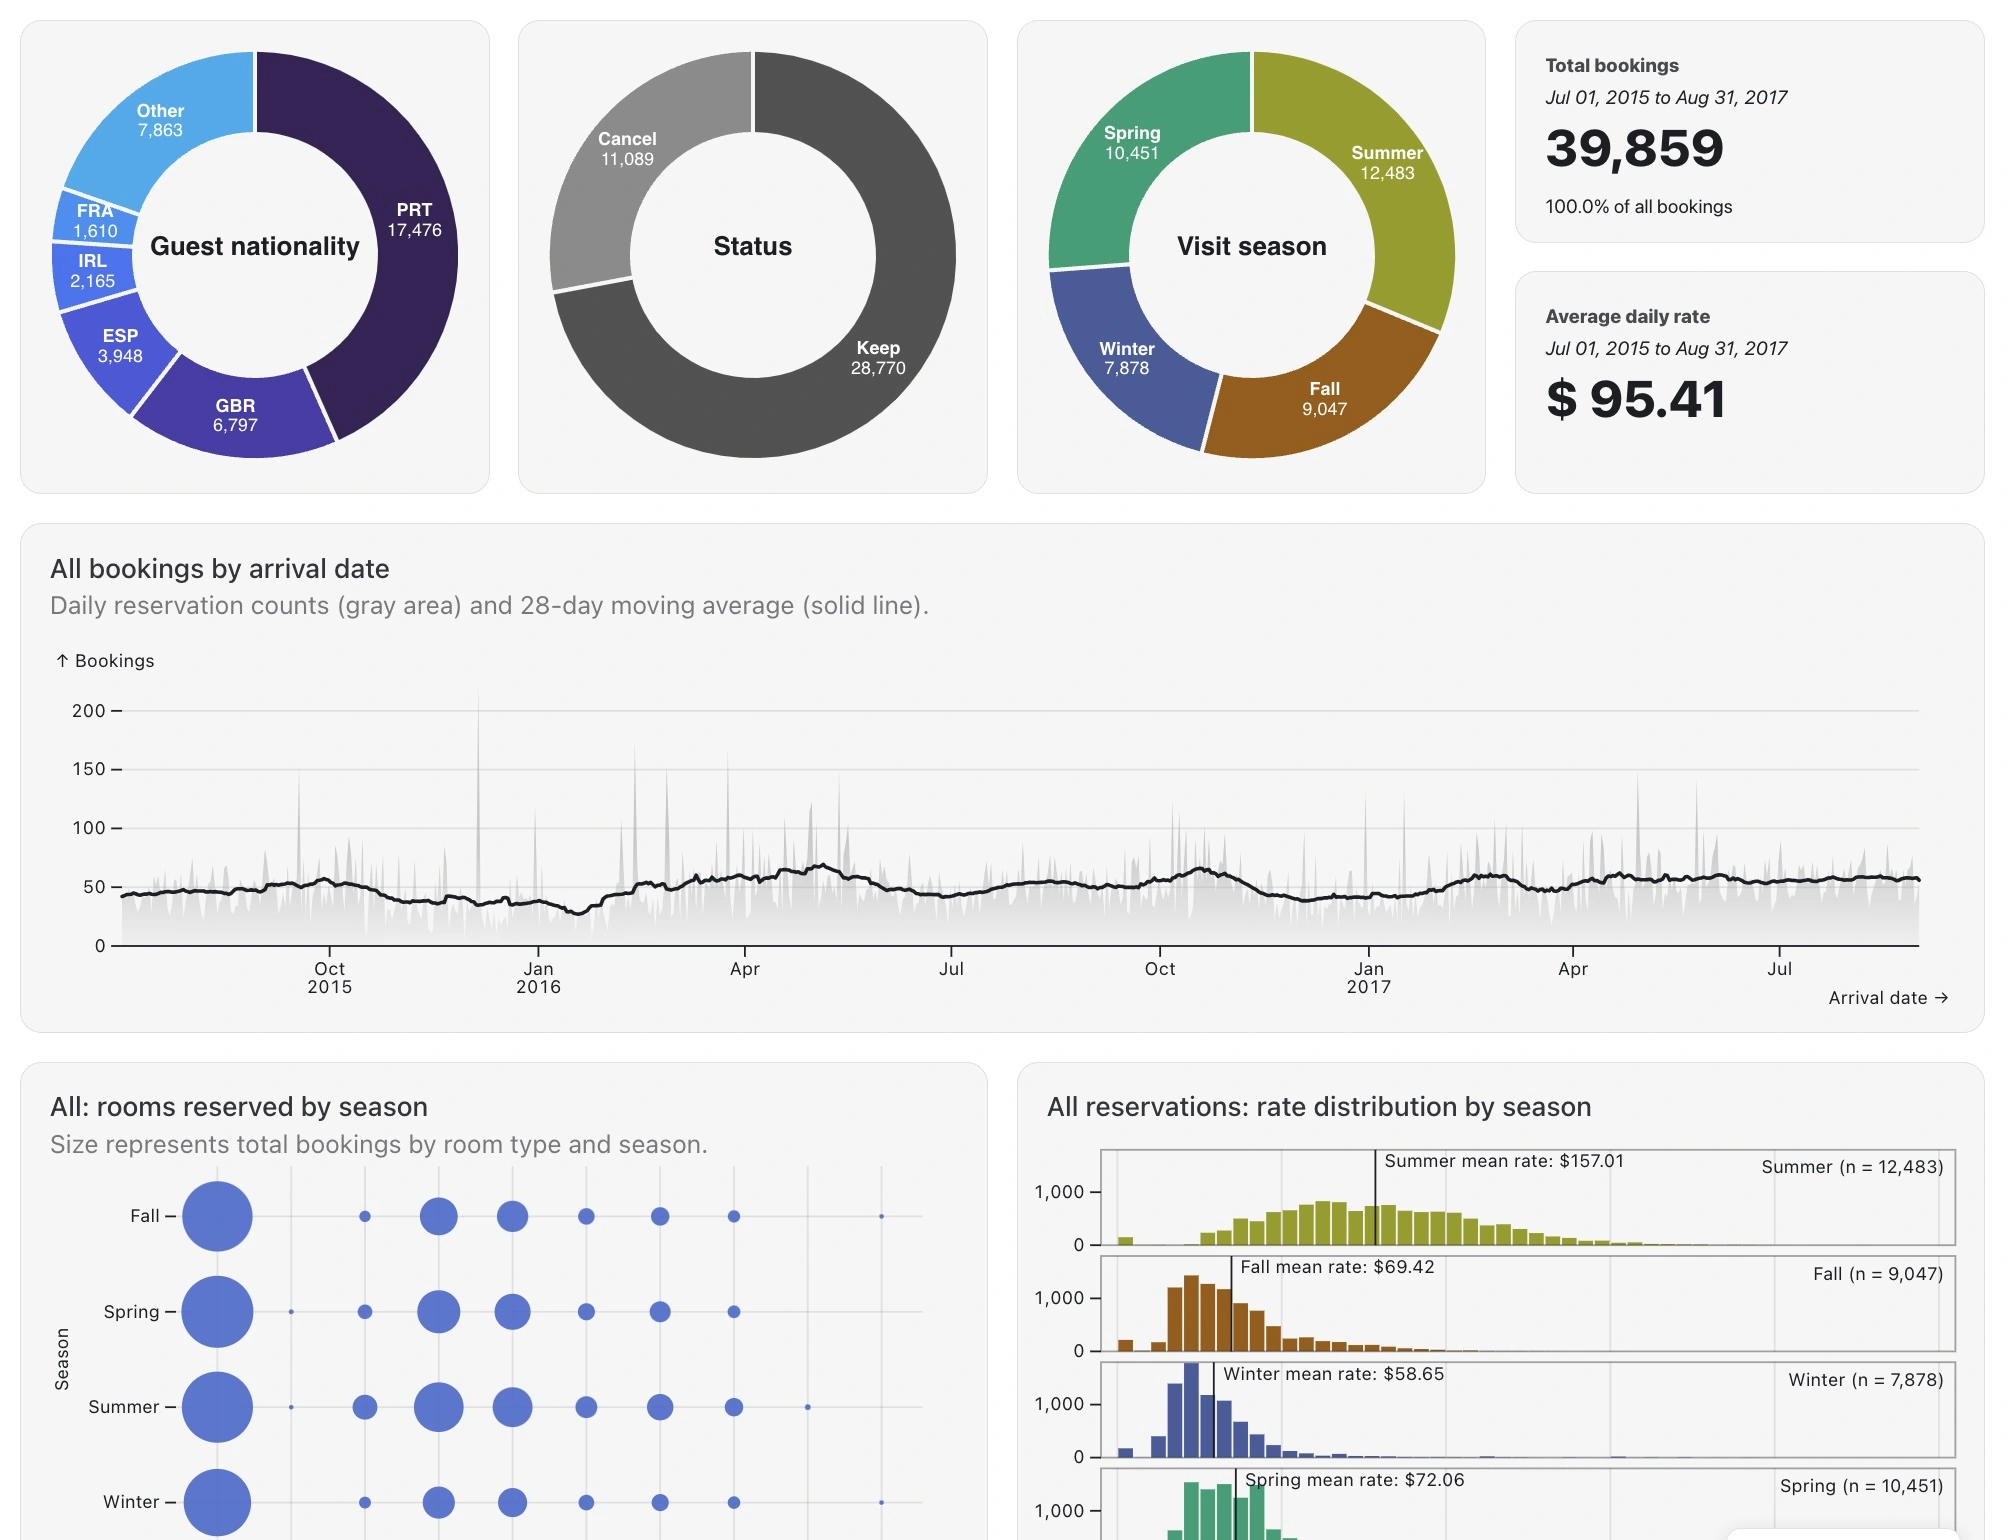 Other
7,863
FRA
1,610
IRL
2,165
ESP
3,948
GBR
6,797
PRT
17,476
Guest nationality
Cancel
11,089
Keep
28,770
Status
Spring
10,451
Summer
12,483
Winter
7,878
Fall
9,047
Visit season
Total bookings
Jul 01, 2015 to Aug 31, 2017
39,859
100.0% of all bookings
Average daily rate
Jul 01, 2015 to Aug 31, 2017
$ 95.41
All bookings by arrival date
Daily reservation counts (gray area) and 28-day moving average (solid line).
↑ Bookings
200
150
100
50
0
Oct
2015
Jan
2016
Apr
Jul
Oct
Jan
2017
Apr
Jul
Arrival date →
All: rooms reserved by season
Size represents total bookings by room type and season.
Season
Fall
Spring
Summer
Winter
All reservations: rate distribution by season
Summer mean rate: $157.01
Summer (n = 12,483)
1,000
0
Fall mean rate: $69.42
Fall (n = 9,047)
1,000
0
Winter mean rate: $58.65
Winter (n = 7,878)
1,000
0
Spring mean rate: $72.06
Spring (n = 10,451)
1,000